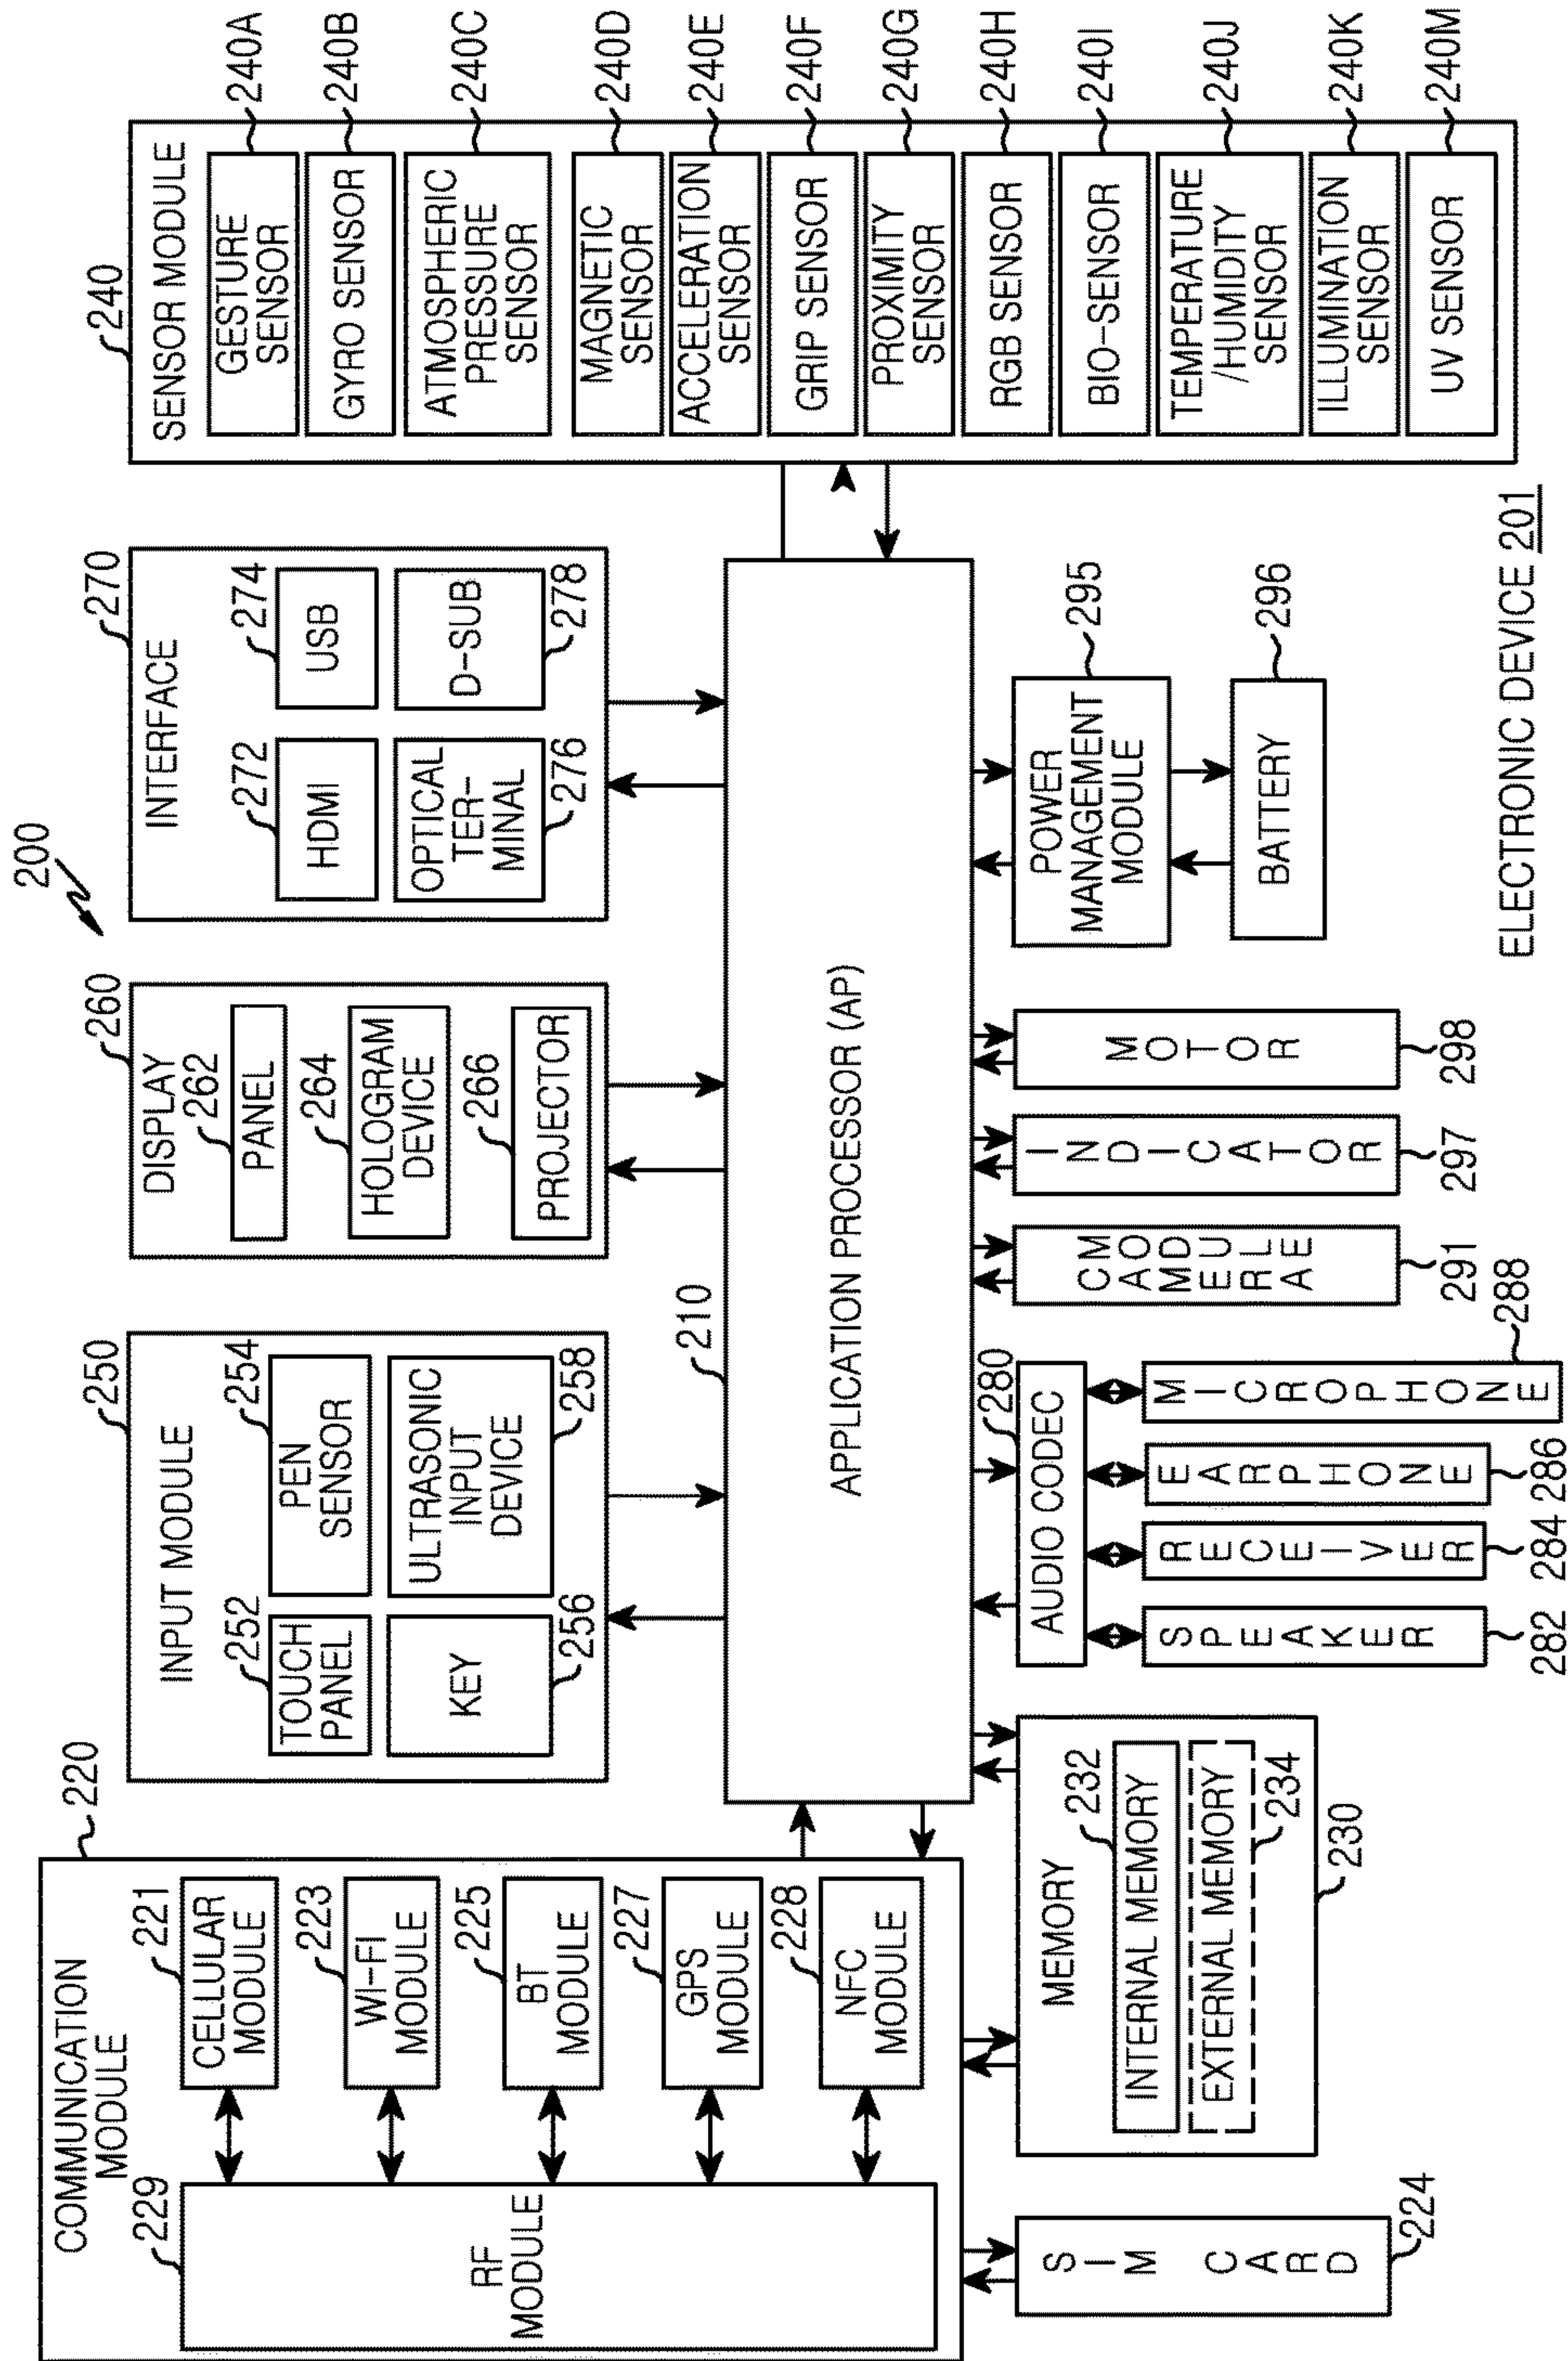 200
COMMUNICATION
MODULE
220
229
RF
MODULE
221
CELLULAR
MODULE
223
WI-FI
MODULE
225
BT
MODULE
227
GPS
MODULE
228
NFC
MODULE
INPUT MODULE
250
252
TOUCH
PANEL
254
PEN
SENSOR
KEY
256
ULTRASONIC
INPUT
DEVICE
258
DISPLAY
260
262
PANEL
264
HOLOGRAM
DEVICE
266
PROJECTOR
INTERFACE
270
272
HDMI
274
USB
OPTICAL
TER-
MINAL
276
D-SUB
278
240
SENSOR MODULE
GESTURE
SENSOR
240A
GYRO SENSOR
240B
ATMOSPHERIC
PRESSURE
SENSOR
240C
MAGNETIC
SENSOR
240D
ACCELERATION
SENSOR
240E
GRIP SENSOR
240F
PROXIMITY
SENSOR
240G
RGB SENSOR
240H
BIO-SENSOR
240I
TEMPERATURE
/HUMIDITY
SENSOR
240J
ILLUMINATION
SENSOR
240K
UV SENSOR
240M
210
APPLICATION PROCESSOR (AP)
SIM CARD
224
MEMORY
232
INTERNAL MEMORY
EXTERNAL MEMORY
234
230
AUDIO CODEC
280
SPEAKER
282
RECEIVER
284
EARPHONE
286
MICROPHONE
288
CAMERA
MODULE
291
INDICATOR
297
MOTOR
298
POWER
MANAGEMENT
MODULE
295
BATTERY
296
ELECTRONIC DEVICE 201